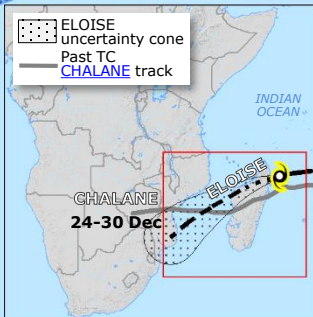 ELOISE
uncertainty cone
Past TC
CHALANE track
INDIAN
OCEAN
ELOISE
CHALANE
24-30 Dec